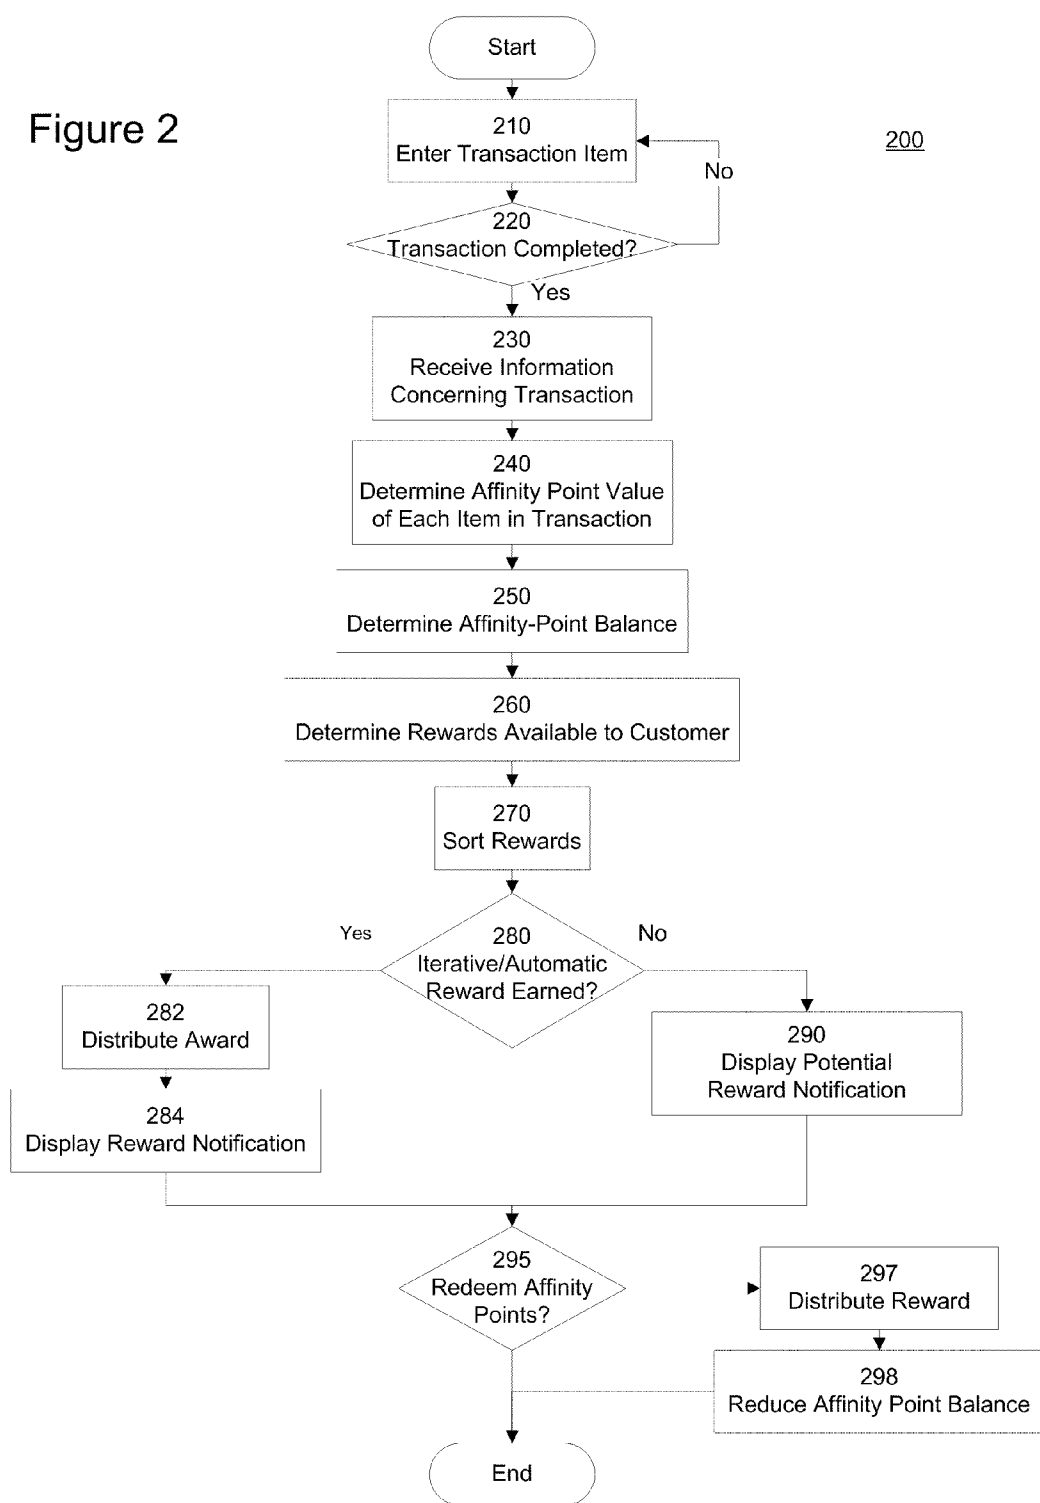 Start
Figure 2
200
210
Enter Transaction Item
No
220
Transaction Completed?
Yes
230
Receive Information
Concerning Transaction
240
Determine Affinity Point Value
of Each Item in Transaction
250
Determine Affinity-Point Balance
260
Determine Rewards Available to Customer
270
Sort Rewards
Yes
280
Iterative/Automatic
Reward Earned?
No
282
Distribute Award
290
Display Potential
Reward Notification
284
Display Reward Notification
295
Redeem Affinity
Points?
297
Distribute Reward
298
Reduce Affinity Point Balance
End